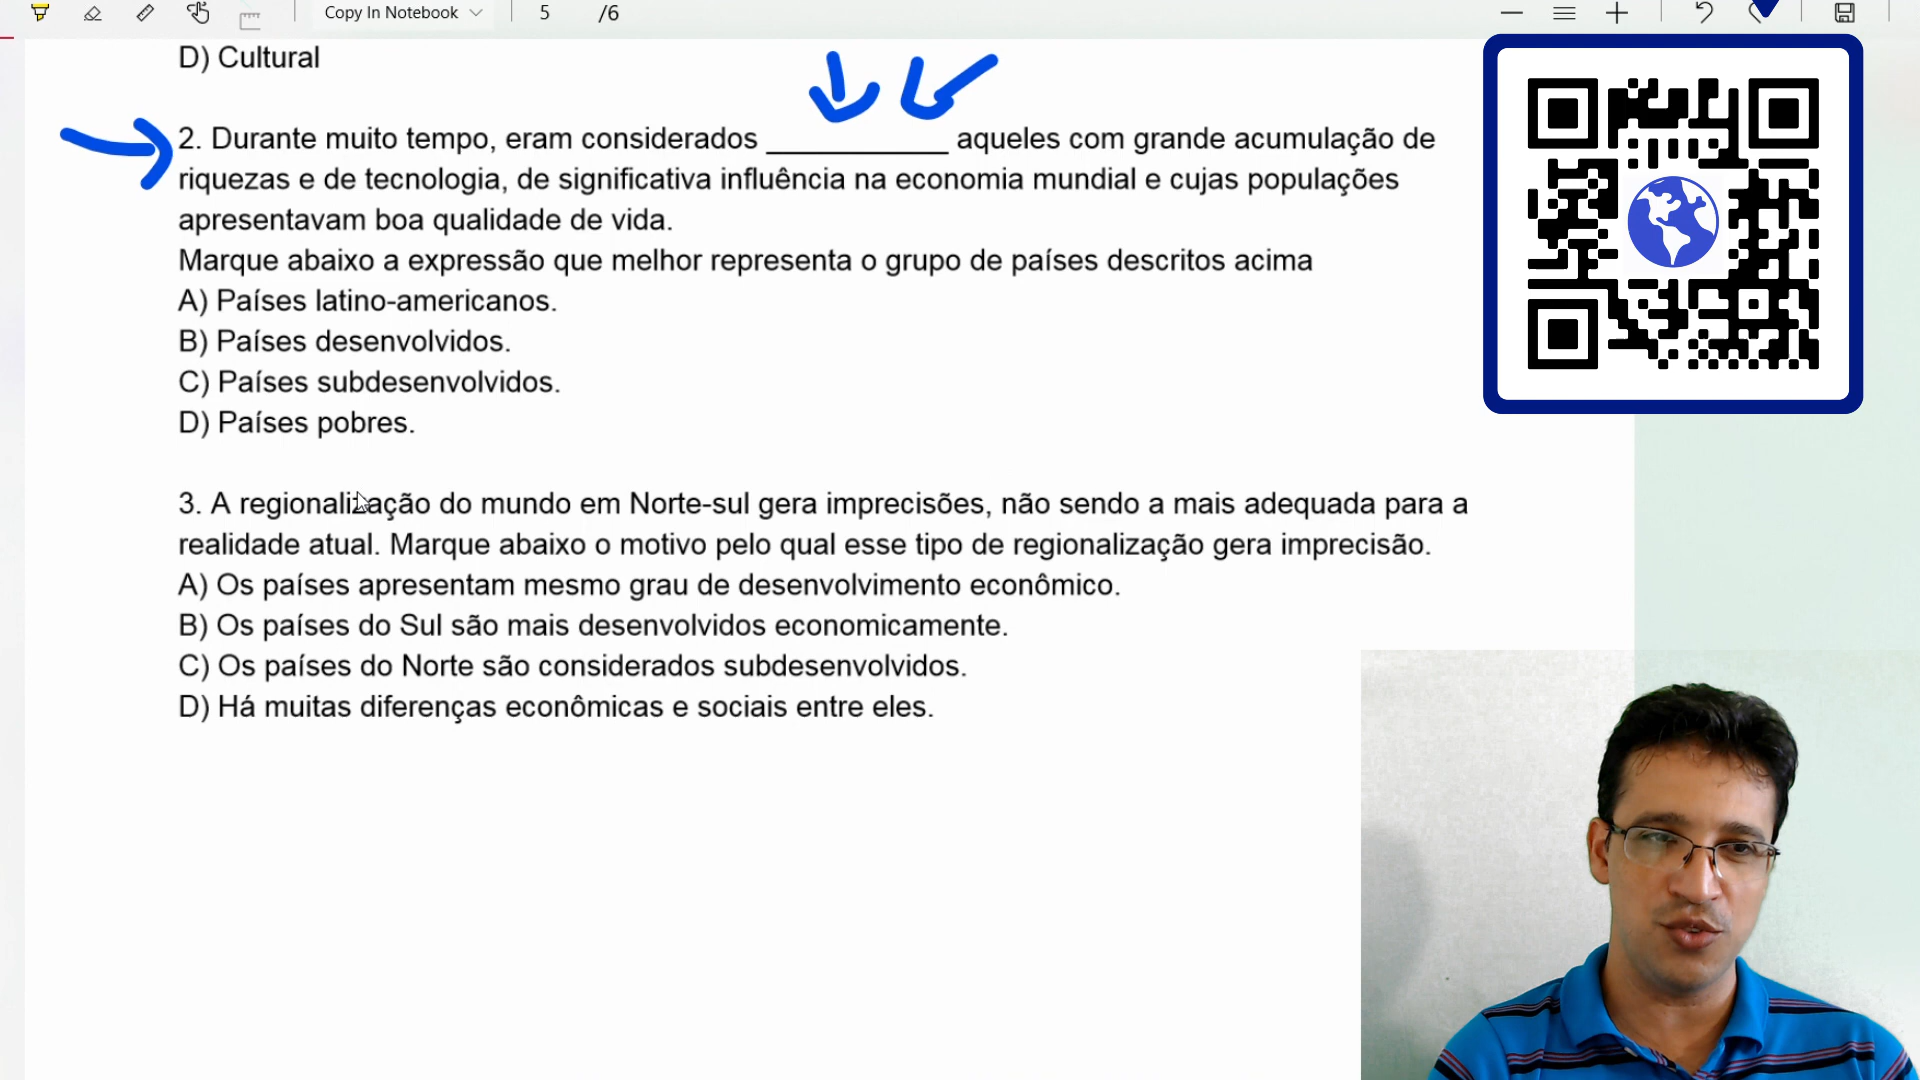 Copy In Notebook
5
/6
D) Cultural
2. Durante muito tempo, eram considerados ___________ aqueles com grande acumulação de
riquezas e de tecnologia, de significativa influência na economia mundial e cujas populações
apresentavam boa qualidade de vida.
Marque abaixo a expressão que melhor representa o grupo de países descritos acima
A) Países latino-americanos.
B) Países desenvolvidos.
C) Países subdesenvolvidos.
D) Países pobres.
3. A regionalização do mundo em Norte-sul gera imprecisões, não sendo a mais adequada para a
realidade atual. Marque abaixo o motivo pelo qual esse tipo de regionalização gera imprecisão.
A) Os países apresentam mesmo grau de desenvolvimento econômico.
B) Os países do Sul são mais desenvolvidos economicamente.
C) Os países do Norte são considerados subdesenvolvidos.
D) Há muitas diferenças econômicas e sociais entre eles.